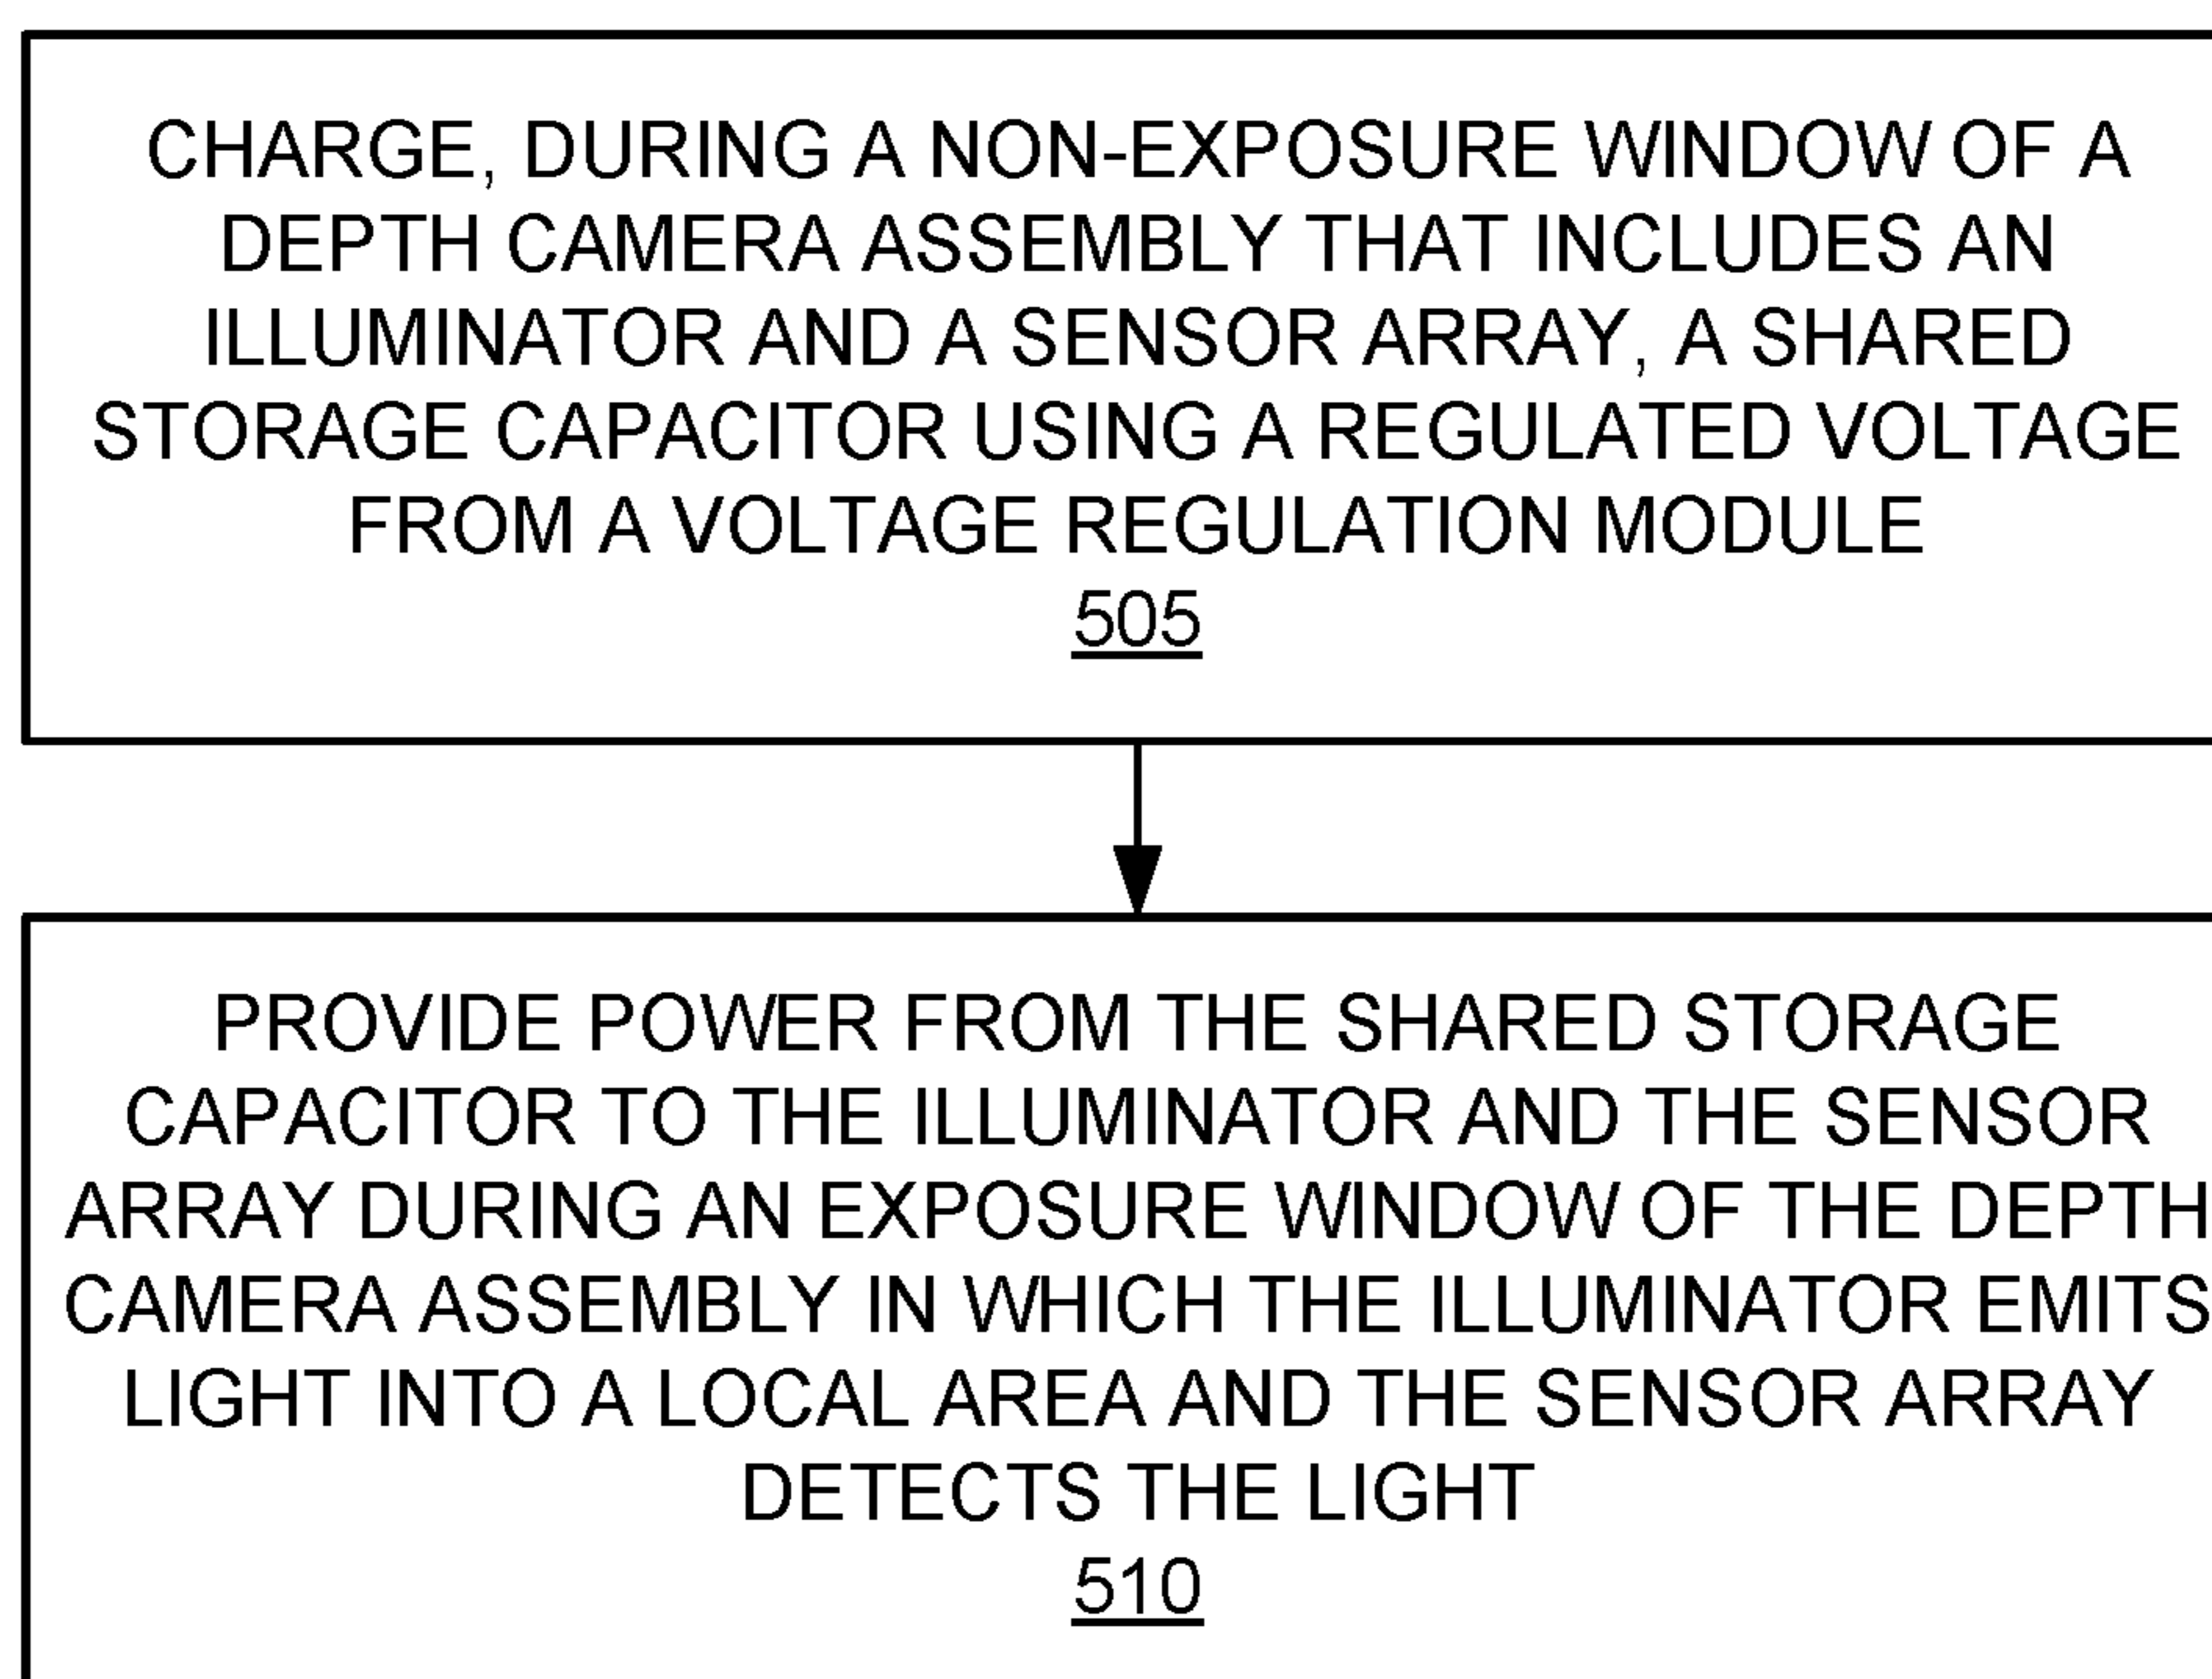 CHARGE, DURING A NON-EXPOSURE WINDOW OF A
DEPTH CAMERA ASSEMBLY THAT INCLUDES AN
ILLUMINATOR AND A SENSOR ARRAY, A SHARED
STORAGE CAPACITOR USING A REGULATED VOLTAGE
FROM A VOLTAGE REGULATION MODULE
505
PROVIDE POWER FROM THE SHARED STORAGE
CAPACITOR TO THE ILLUMINATOR AND THE SENSOR
ARRAY DURING AN EXPOSURE WINDOW OF THE DEPTH
CAMERA ASSEMBLY IN WHICH THE ILLUMINATOR EMITS
LIGHT INTO A LOCAL AREA AND THE SENSOR ARRAY
DETECTS THE LIGHT
510